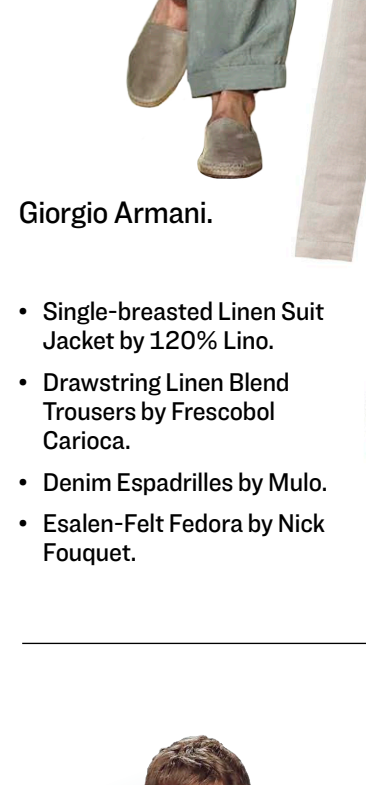 Giorgio Armani.
• Single-breasted Linen Suit
Jacket by 120% Lino.
• Drawstring Linen Blend
Trousers by Frescobol
Carioca.
• Denim Espadrilles by Mulo.
• Esalen-Felt Fedora by Nick
Fouquet.